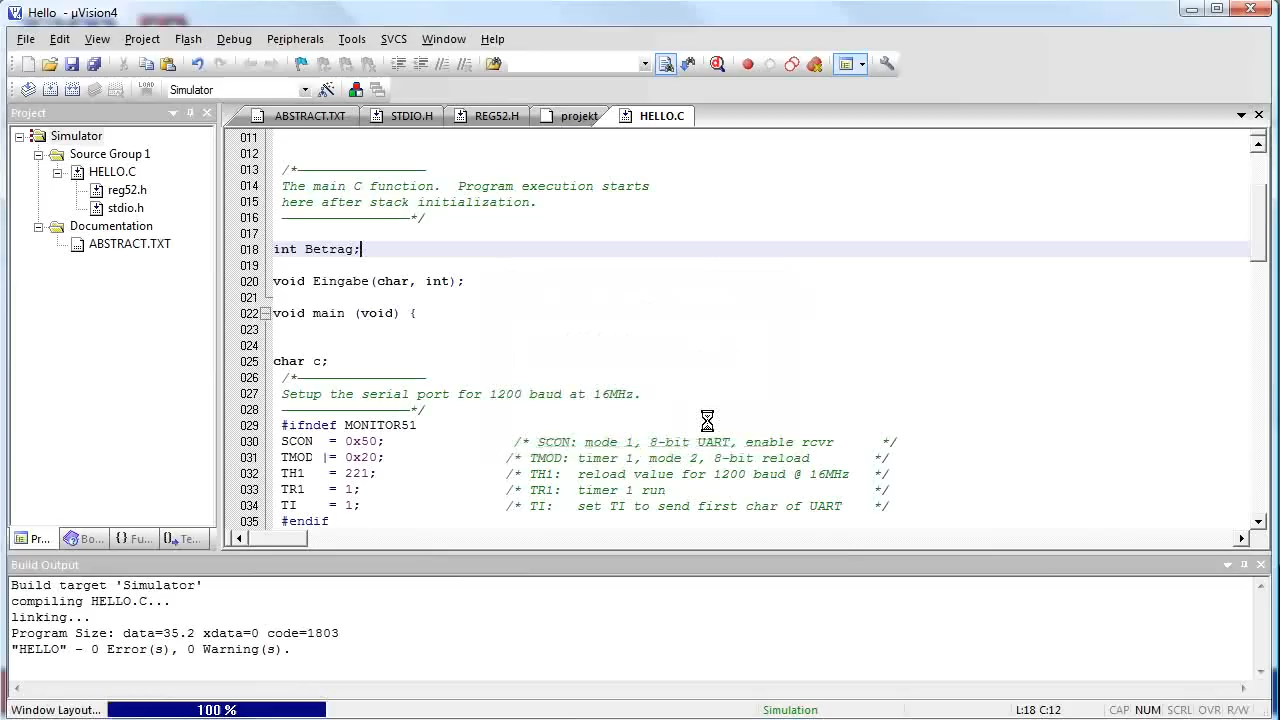 Hello - µVision4
File Edit View Project Flash Debug Peripherals Tools SVCS Window Help
LOAD Simulator
Project
ABSTRACT.TXT STDIO.H REG52.H projekt HELLO.C
Simulator
Source Group 1
HELLO.C
reg52.h
stdio.h
Documentation
ABSTRACT.TXT
011
012
013 /*
014 The main C function. Program execution starts
015 here after stack initialization.
016 */
017
018 int Betrag;
019
020 void Eingabe(char, int);
021
022 void main (void) {
023
024
025 char c;
026 /*
027 Setup the serial port for 1200 baud at 16MHz.
028 */
029 #ifndef MONITOR51
030 SCON = 0x50; /* SCON: mode 1, 8-bit UART, enable rcvr */
031 TMOD |= 0x20; /* TMOD: timer 1, mode 2, 8-bit reload */
032 TH1 = 221; /* TH1: reload value for 1200 baud @ 16MHz */
033 TR1 = 1; /* TR1: timer 1 run */
034 TI = 1; /* TI: set TI to send first char of UART */
035 #endif
Pr... Bo... {} Fu... Te...
Build Output
Build target 'Simulator'
compiling HELLO.C...
linking...
Program Size: data=35.2 xdata=0 code=1803
"HELLO" - 0 Error(s), 0 Warning(s).
Window Layout... 100 % Simulation L:18 C:12 CAP NUM SCRL OVR R/W